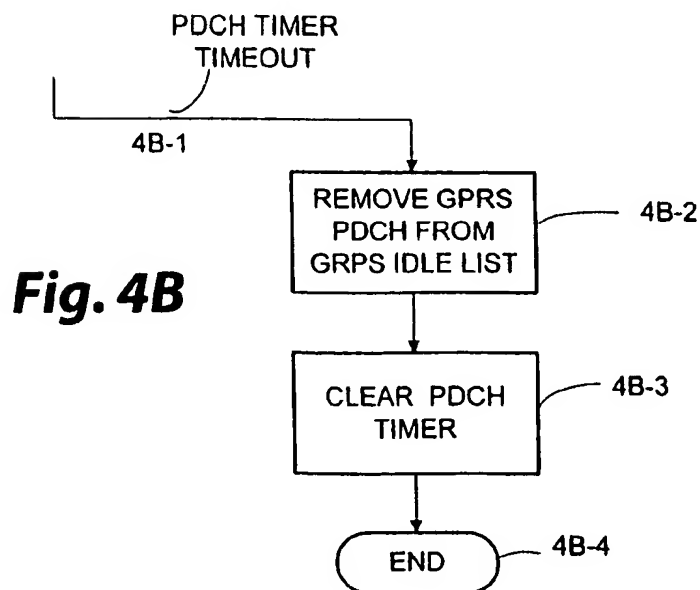 PDCH TIMER
TIMEOUT
4B-1
REMOVE GPRS
PDCH FROM
GRPS IDLE LIST
4B-2
Fig. 4B
CLEAR PDCH
TIMER
4B-3
END
4B-4